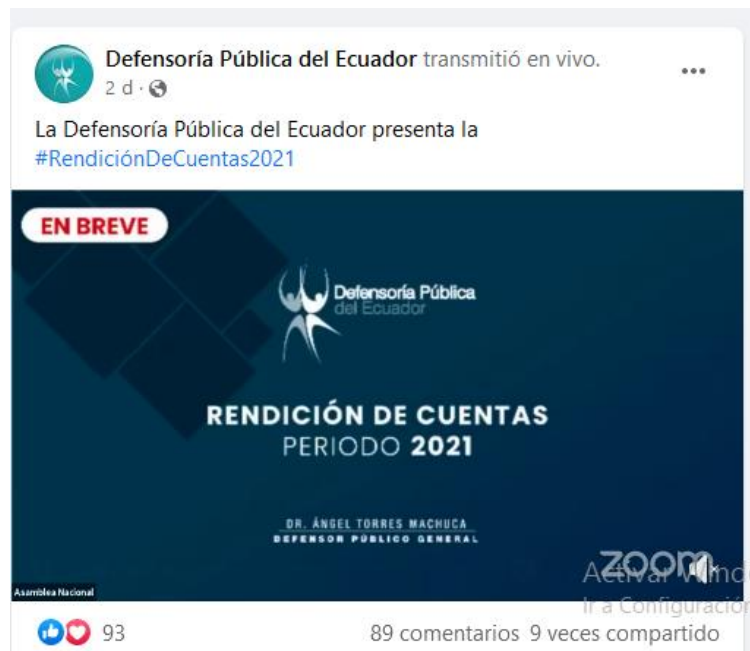 Defensoría Pública del Ecuador transmitió en vivo.
2 d ·
La Defensoría Pública del Ecuador presenta la
#RendiciónDeCuentas2021
EN BREVE
Defensoría Pública
del Ecuador
RENDICIÓN DE CUENTAS
PERIODO 2021
DR. ÁNGEL TORRES MACHUCA
DEFENSOR PÚBLICO GENERAL
zoom
Activar Wind
Ir a Configuración
Asamblea Nacional
93
89 comentarios 9 veces compartido